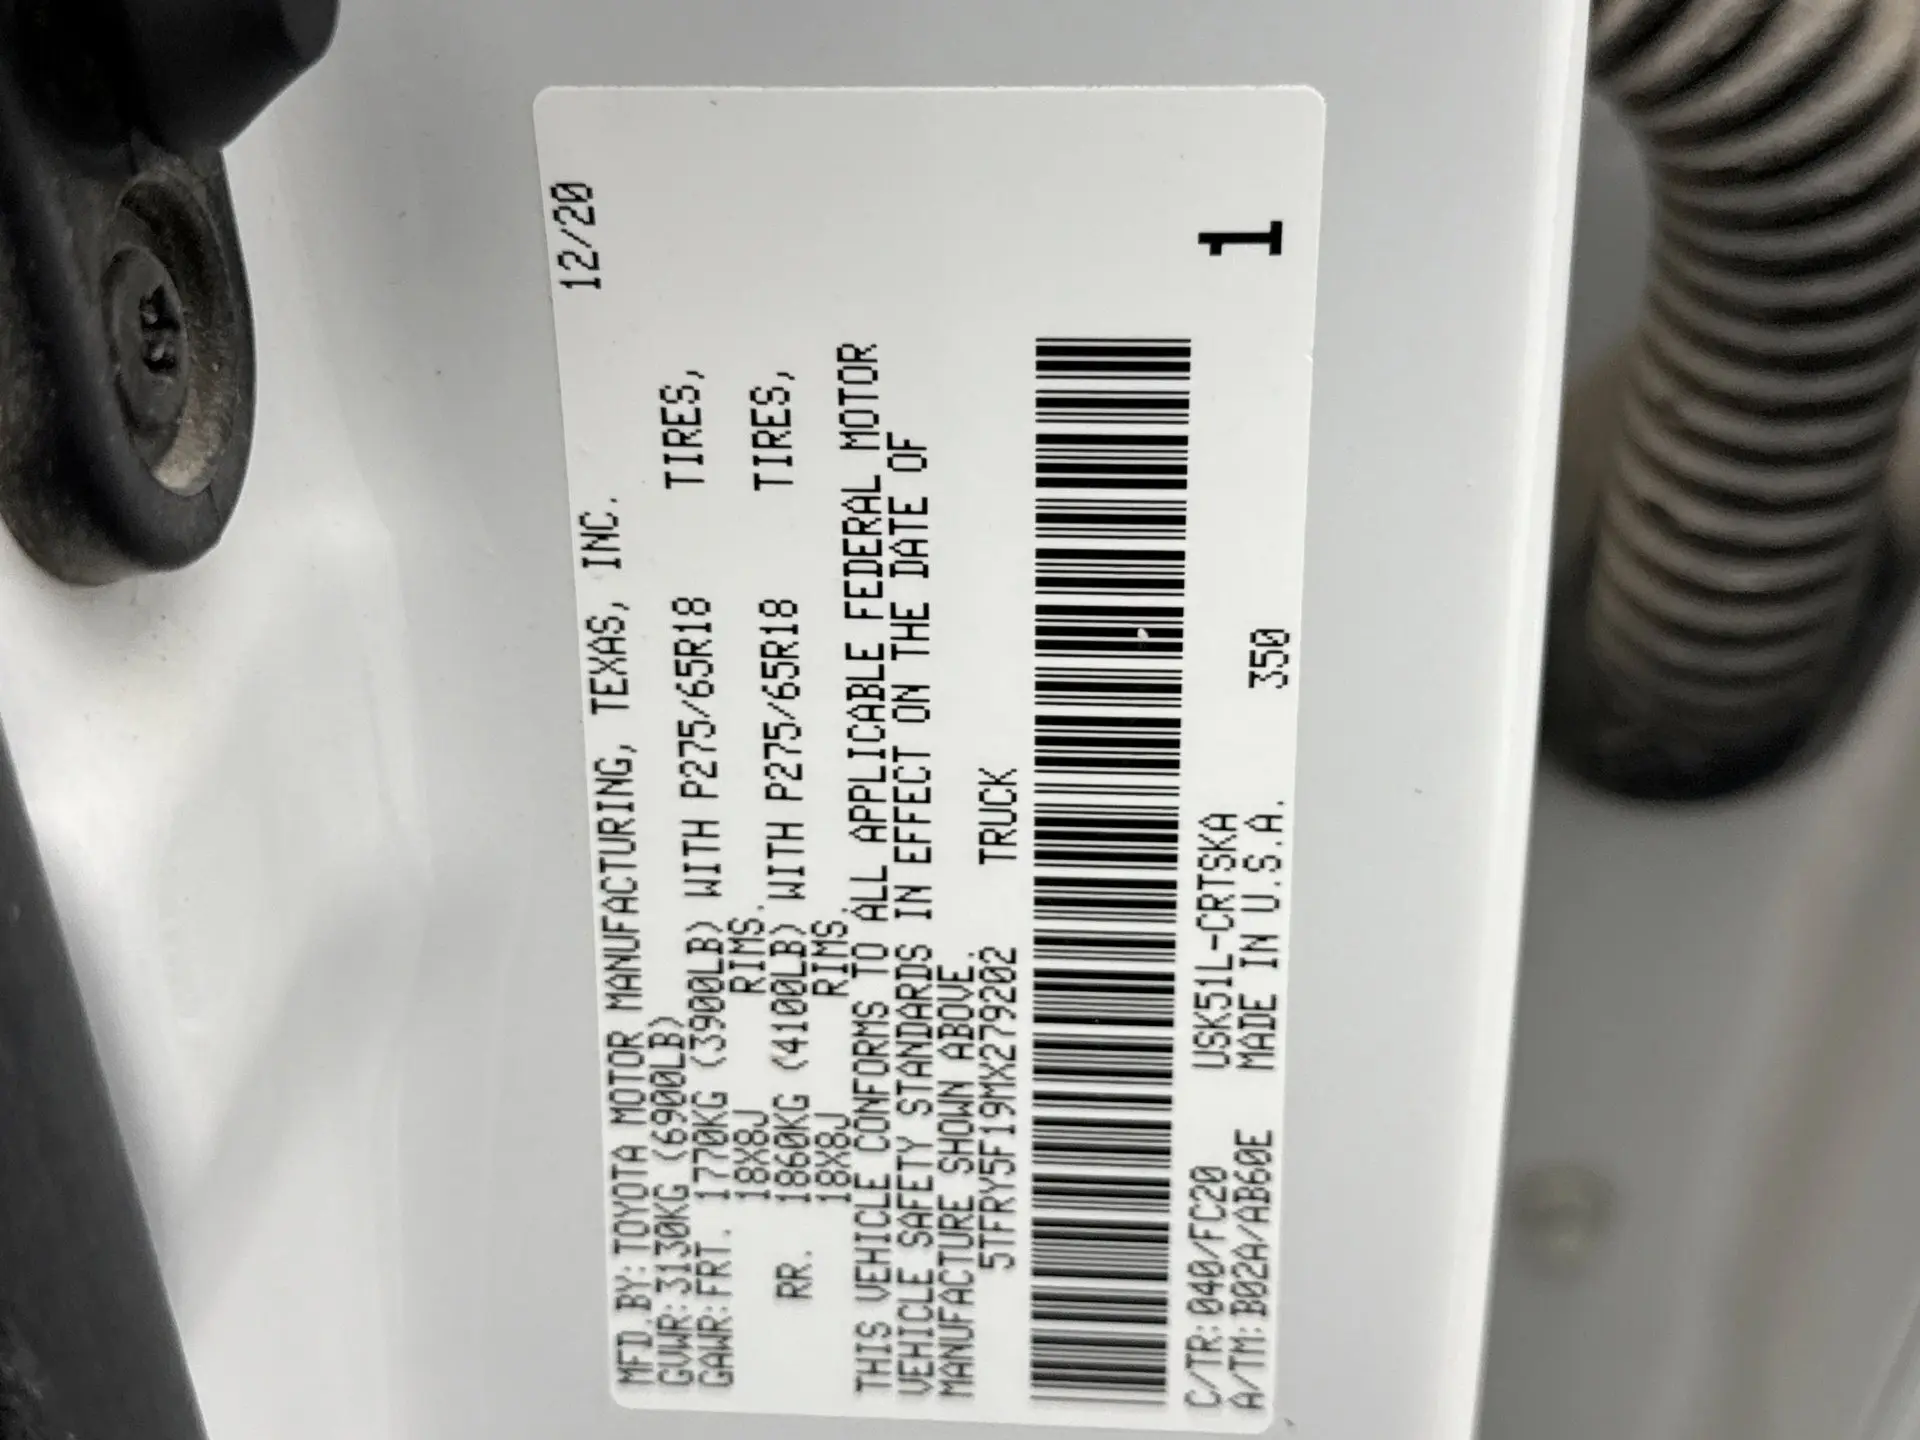 12/20
MFD.BY:TOYOTA MOTOR MANUFACTURING, TEXAS, INC.
GVWR:3130KG (6900LB)
GAWR:FRT. 1770KG (3900LB) WITH P275/65R18 TIRES,
18X8J RIMS.
RR. 1860KG (4100LB) WITH P275/65R18 TIRES,
18X8J RIMS.
THIS VEHICLE CONFORMS TO ALL APPLICABLE FEDERAL MOTOR
VEHICLE SAFETY STANDARDS IN EFFECT ON THE DATE OF
MANUFACTURE SHOWN ABOVE.
5TFRY5F19MX279202 TRUCK
C/TR:040/FC20 USK51L-CRTSKA
A/TM:B02A/AB60E MADE IN U.S.A. 350
1